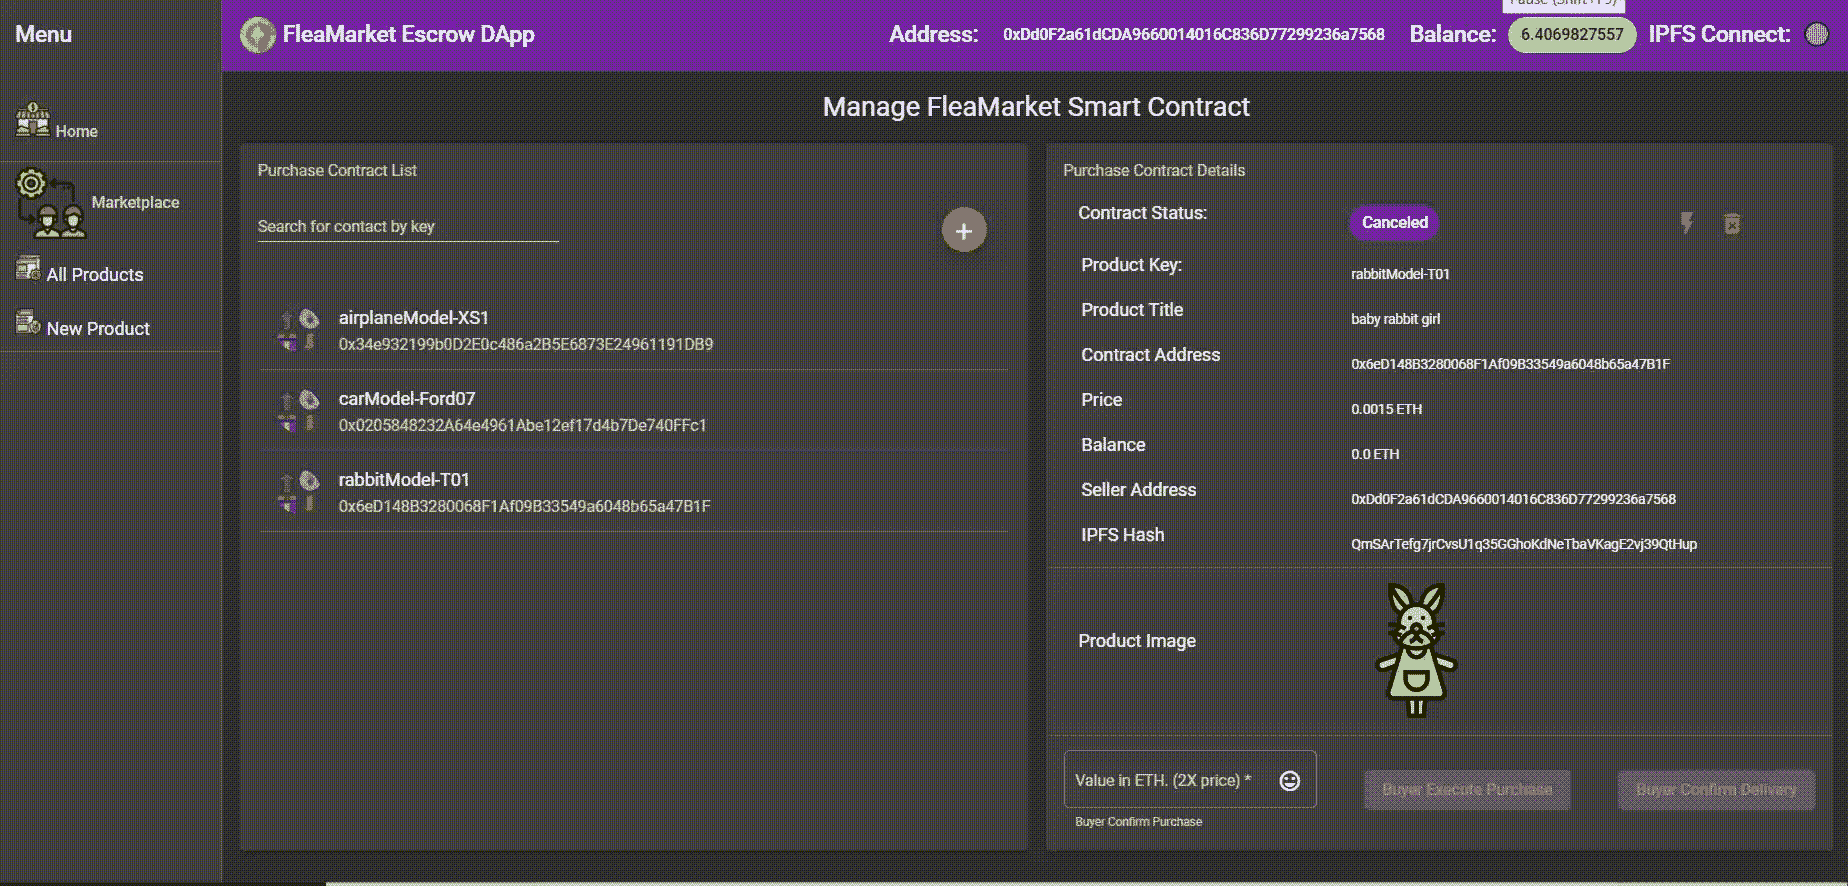 Menu
FleaMarket Escrow DApp
Address: 0xDd0F2a61dCDA9660014016C836D77299236a7568 Balance: 6.4069827557 IPFS Connect:
Home
Marketplace
All Products
New Product
Manage FleaMarket Smart Contract
Purchase Contract List
Search for contact by key
+
airplaneModel-XS1
0x34e932199b0D2E0c486a2B5E6873E24961191DB9
carModel-Ford07
0x0205848232A64e4961Abe12ef17d4b7De740FFc1
rabbitModel-T01
0x6eD148B3280068F1Af09B33549a6048b65a47B1F
Purchase Contract Details
Contract Status: Canceled
Product Key: rabbitModel-T01
Product Title baby rabbit girl
Contract Address 0x6eD148B3280068F1Af09B33549a6048b65a47B1F
Price 0.0015 ETH
Balance 0.0 ETH
Seller Address 0xDd0F2a61dCDA9660014016C836D77299236a7568
IPFS Hash QmSArTefg7jrCvsU1q35GGhoKdNeTbaVKagE2vj39QtHup
Product Image
Value in ETH. (2X price) *
Buyer Execute Purchase
Buyer Confirm Delivery
Buyer Confirm Purchase